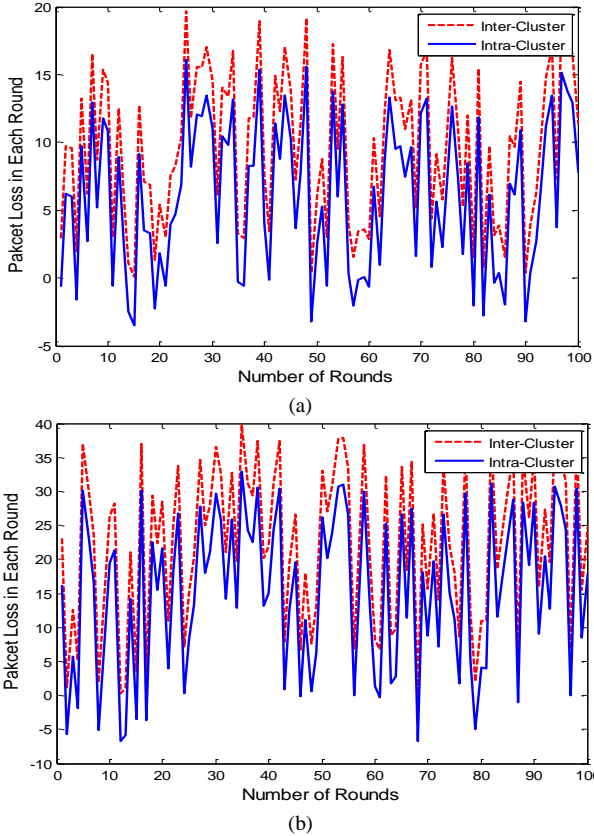 20
15
10
5
0
-5
Pakcet Loss in Each Round
Inter-Cluster
Intra-Cluster
0 10 20 30 40 50 60 70 80 90 100
Number of Rounds
(a)
40
35
30
25
20
15
10
5
0
-5
-10
Pakcet Loss in Each Round
Inter-Cluster
Intra-Cluster
0 10 20 30 40 50 60 70 80 90 100
Number of Rounds
(b)